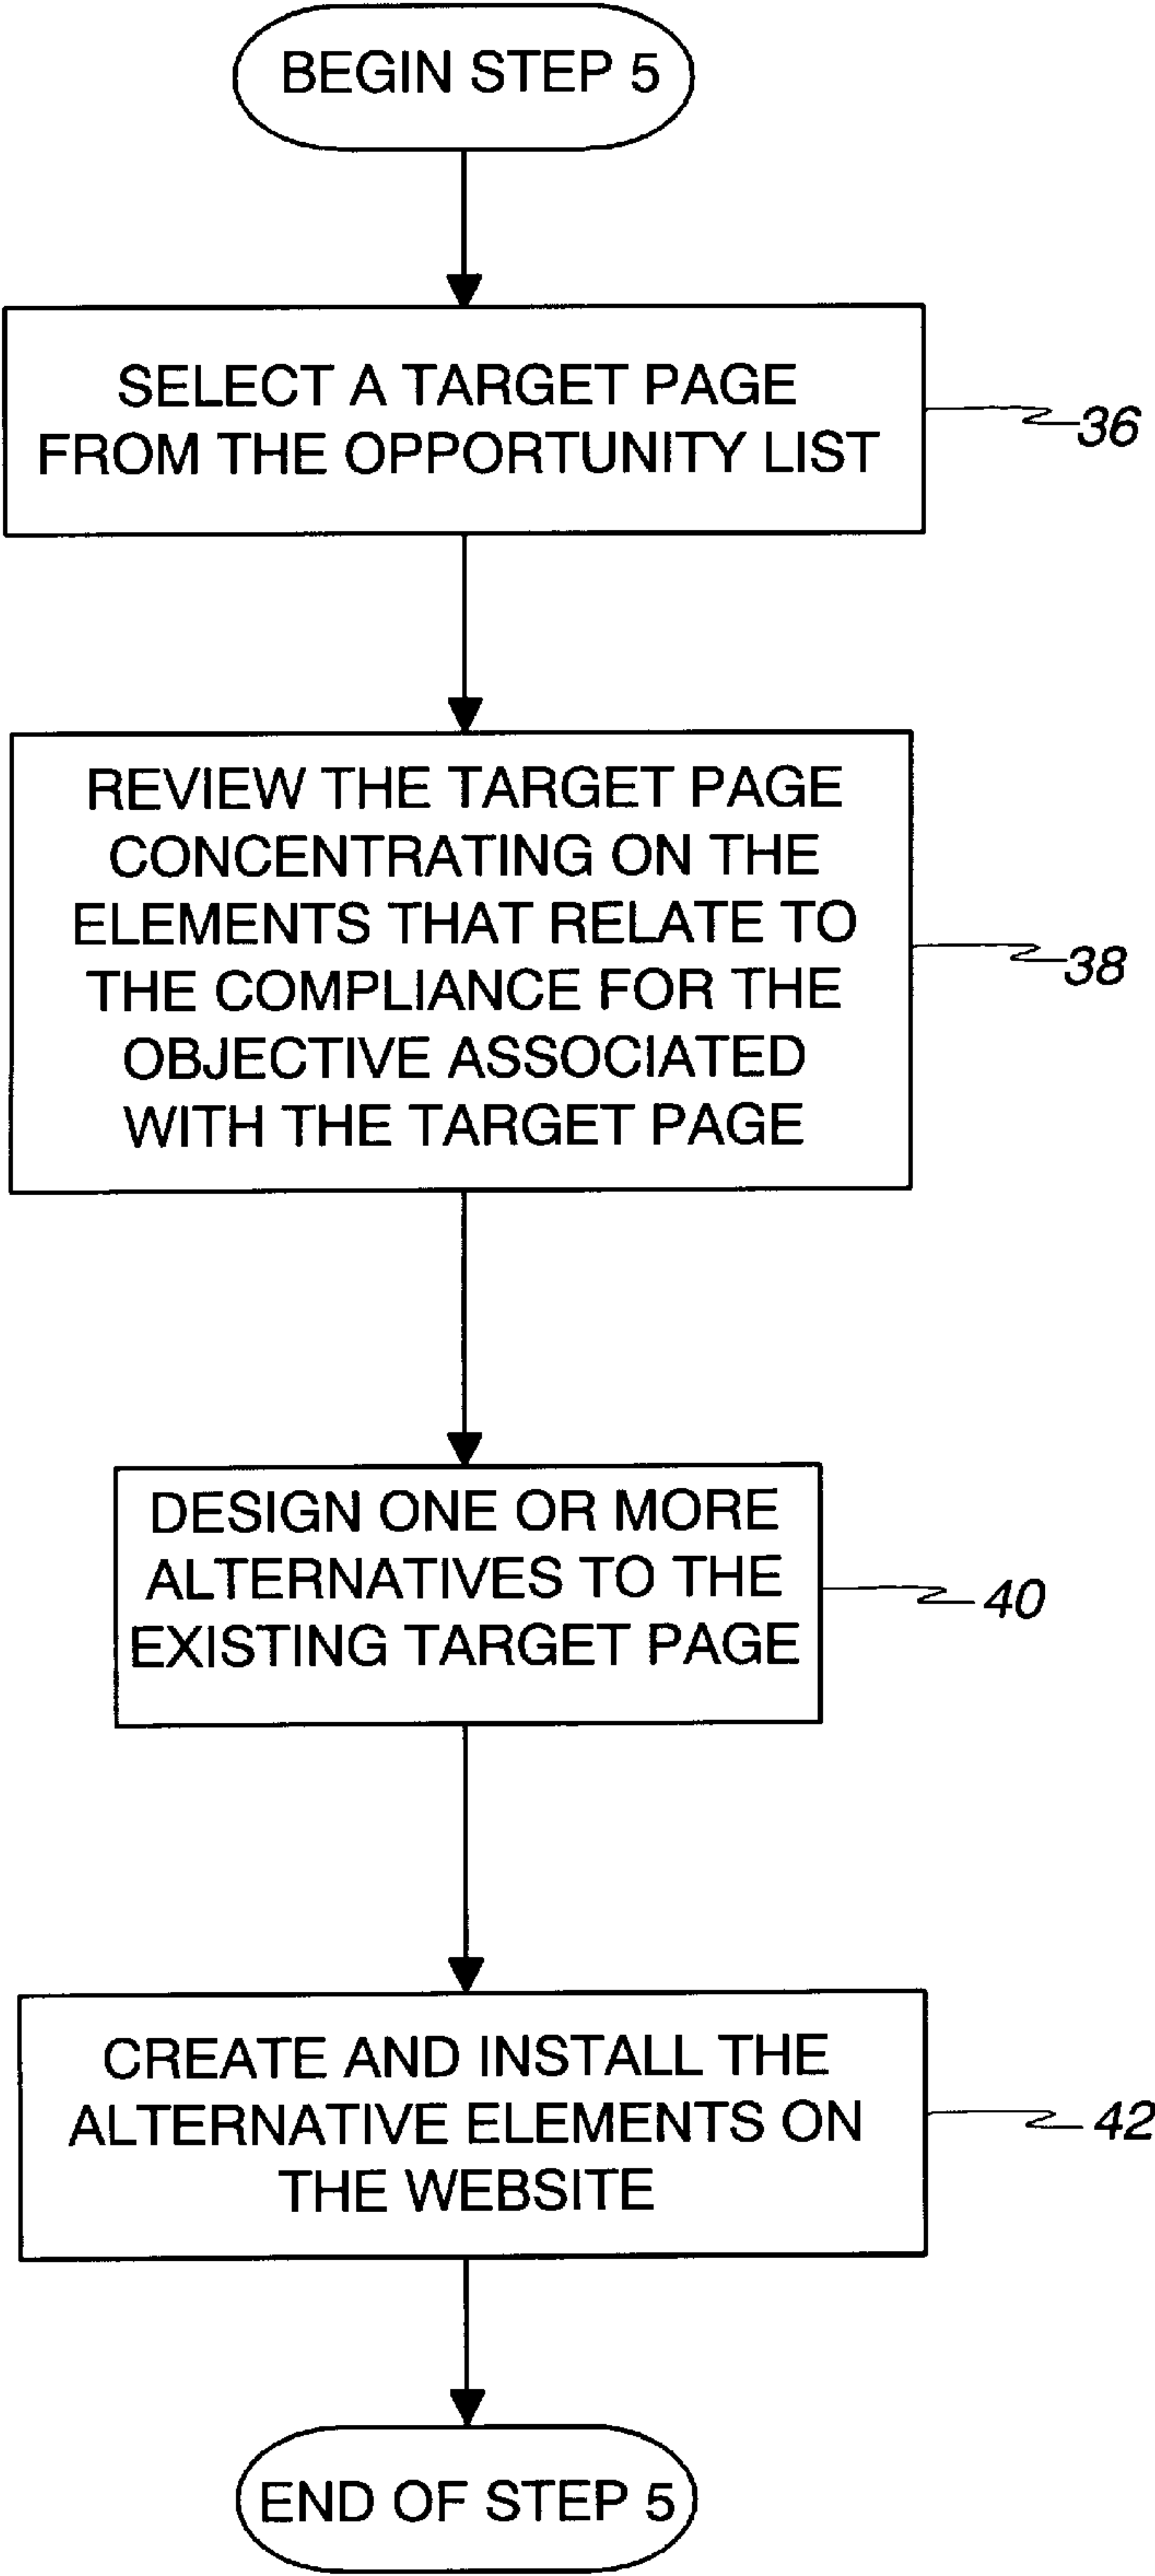 BEGIN STEP 5
SELECT A TARGET PAGE
FROM THE OPPORTUNITY LIST
36
REVIEW THE TARGET PAGE
CONCENTRATING ON THE
ELEMENTS THAT RELATE TO
THE COMPLIANCE FOR THE
OBJECTIVE ASSOCIATED
WITH THE TARGET PAGE
38
DESIGN ONE OR MORE
ALTERNATIVES TO THE
EXISTING TARGET PAGE
40
CREATE AND INSTALL THE
ALTERNATIVE ELEMENTS ON
THE WEBSITE
42
END OF STEP 5